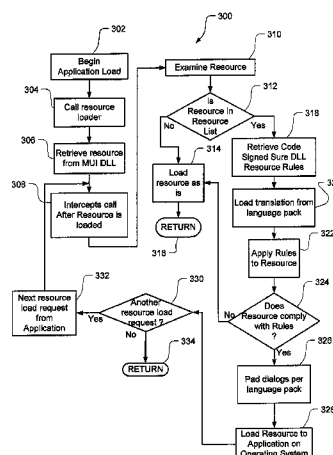 302
300
310
Begin
Application Load
Examine Resource
304
312
Call resource
loader
Is
Resource in
Resource
List
318
No
Yes
306
314
Retrieve resource
from MUI DLL
Retrieve Code
Signed Sure DLL
Resource Rules
308
Load
resource as
is
Intercepts call
After Resource is
loaded
Load translation from
language pack
322
RETURN
316
Apply Rules
to Resource
332
330
324
Next resource
load request
from
Application
Yes
Another
resource load
request ?
No
No
Does
Resource comply
with Rules
?
334
RETURN
Yes
326
Pad dialogs per
language pack
328
Load Resource to
Application on
Operating System